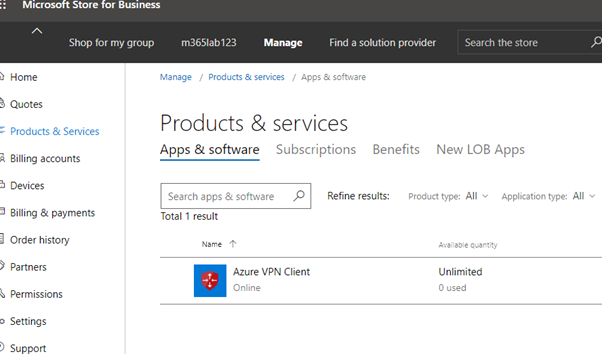 Microsoft Store for Business
Shop for my group m365lab123 Manage Find a solution provider Search the store
Home
Quotes
Products & Services
Billing accounts
Devices
Billing & payments
Order history
Partners
Permissions
Settings
Support
Manage / Products & services / Apps & software
Products & services
Apps & software Subscriptions Benefits New LOB Apps
Search apps & software Refine results: Product type: All Application type: All
Total 1 result
Name Available quantity
Azure VPN Client Unlimited
Online 0 used